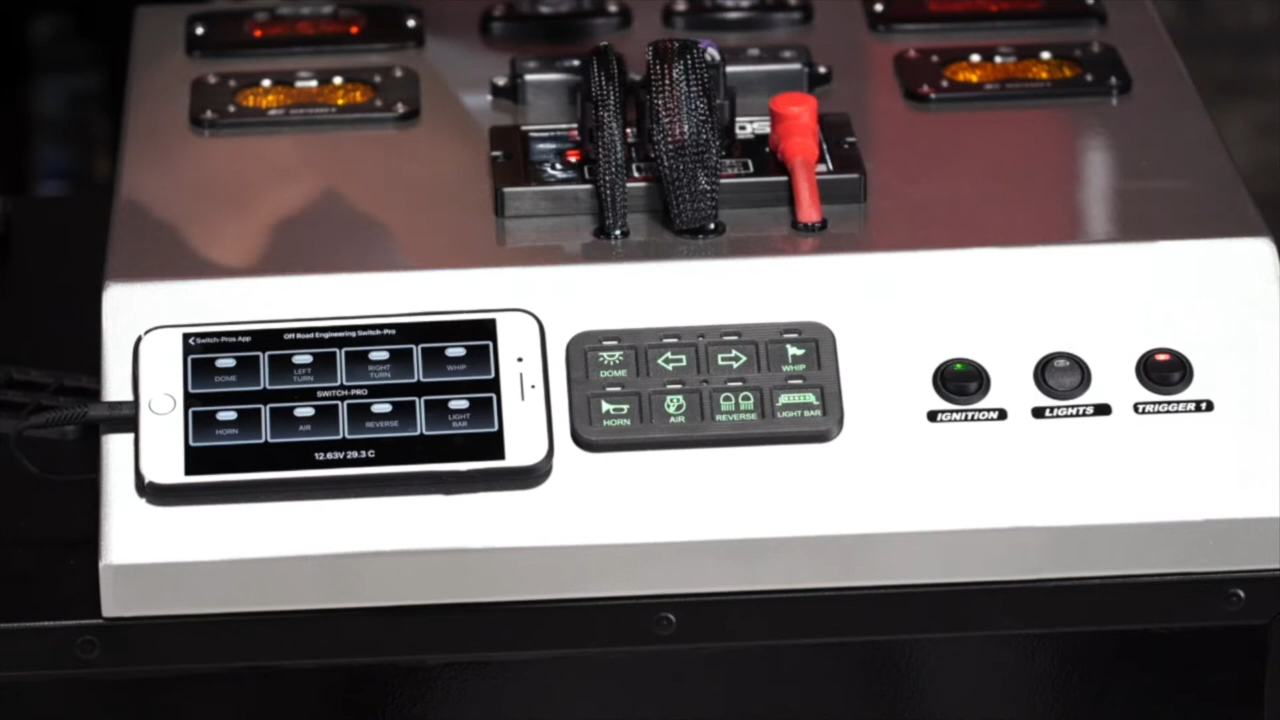 Switch-Pros App
Off Road Engineering Switch-Pro
DOME
LEFT
TURN
RIGHT
TURN
WHIP
SWITCH-PRO
HORN
AIR
REVERSE
LIGHT
BAR
12.63V 29.3 C
DOME
WHIP
HORN
AIR
REVERSE
LIGHT BAR
IGNITION
LIGHTS
TRIGGER 1